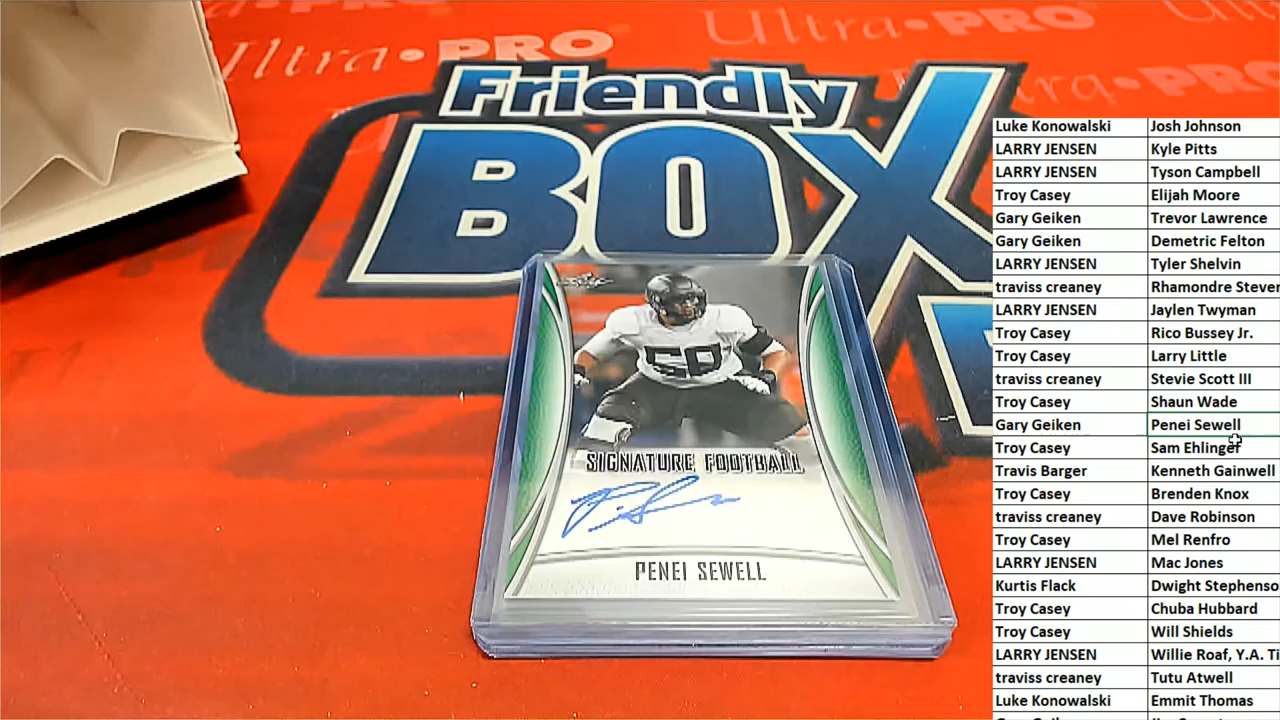 Ultra•PRO
Ultra•PRO
Ultra•PRO
Friendly
BOX
Leaf
58
SIGNATURE FOOTBALL
PENEI SEWELL
Luke Konowalski Josh Johnson
LARRY JENSEN Kyle Pitts
LARRY JENSEN Tyson Campbell
Troy Casey Elijah Moore
Gary Geiken Trevor Lawrence
Gary Geiken Demetric Felton
LARRY JENSEN Tyler Shelvin
traviss creaney Rhamondre Steven
LARRY JENSEN Jaylen Twyman
Troy Casey Rico Bussey Jr.
Troy Casey Larry Little
traviss creaney Stevie Scott III
Troy Casey Shaun Wade
Gary Geiken Penei Sewell
Troy Casey Sam Ehlinger
Travis Barger Kenneth Gainwell
Troy Casey Brenden Knox
traviss creaney Dave Robinson
Troy Casey Mel Renfro
LARRY JENSEN Mac Jones
Kurtis Flack Dwight Stephenso
Troy Casey Chuba Hubbard
Troy Casey Will Shields
LARRY JENSEN Willie Roaf, Y.A. Ti
traviss creaney Tutu Atwell
Luke Konowalski Emmit Thomas